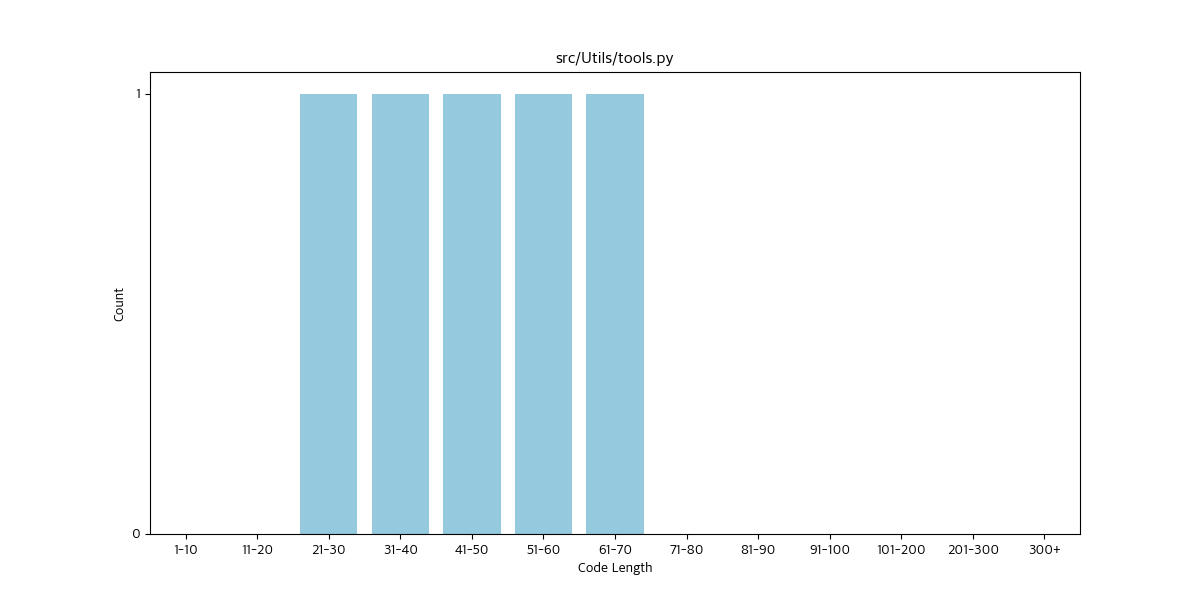 src/Utils/tools.py
1
Count
0
1-10 11-20 21-30 31-40 41-50 51-60 61-70 71-80 81-90 91-100 101-200 201-300 300+
Code Length